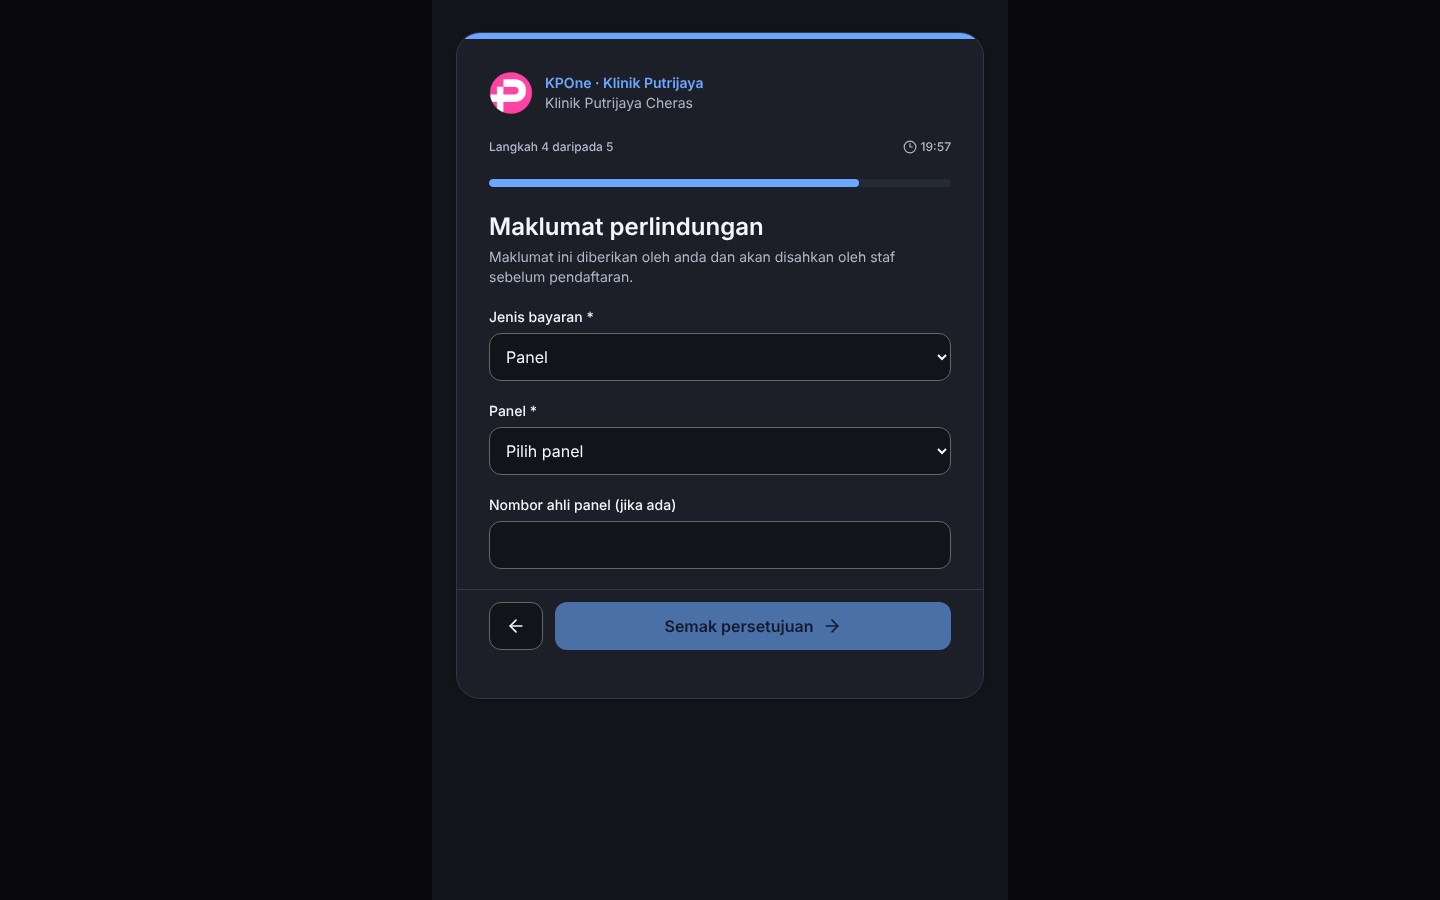 KPOne · Klinik Putrijaya
Klinik Putrijaya Cheras
Langkah 4 daripada 5
19:57
Maklumat perlindungan
Maklumat ini diberikan oleh anda dan akan disahkan oleh staf
sebelum pendaftaran.
Jenis bayaran *
Panel
Panel *
Pilih panel
Nombor ahli panel (jika ada)
Semak persetujuan